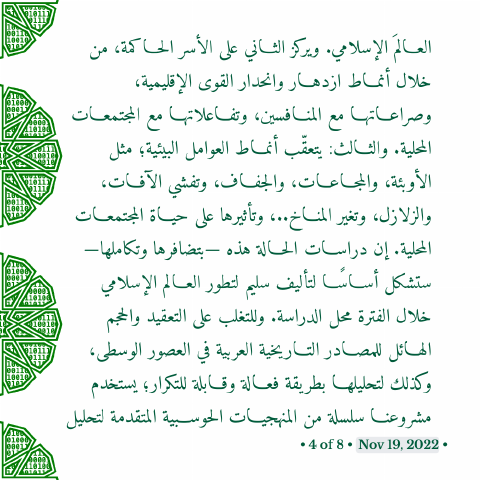 العالمَ الإسلامي. ويركز الثاني على الأسر الحاكمة، من
خلال أنماط ازدهار وانحدار القوى الإقليمية،
وصراعاتها مع المنافسين، وتفاعلاتها مع المجتمعات
المحلية. والثالث: يتعقّب أنماط العوامل البيئية؛ مثل
الأوبئة، والمجاعات، والجفاف، وتفشي الآفات،
والزلازل، وتغير المناخ..، وتأثيرها على حياة المجتمعات
المحلية. إن دراسات الحالة هذه —بتضافرها وتكاملها—
ستشكل أساسًا لتأليف سليم لتطور العالم الإسلامي
خلال الفترة محل الدراسة. وللتغلب على التعقيد والحجم
الهائل للمصادر التاريخية العربية في العصور الوسطى،
وكذلك لتحليلها بطريقة فعالة وقابلة للتكرار؛ يستخدم
مشروعنا سلسلة من المنهجيات الحوسبية المتقدمة لتحليل
• 4 of 8 • Nov 19, 2022 •